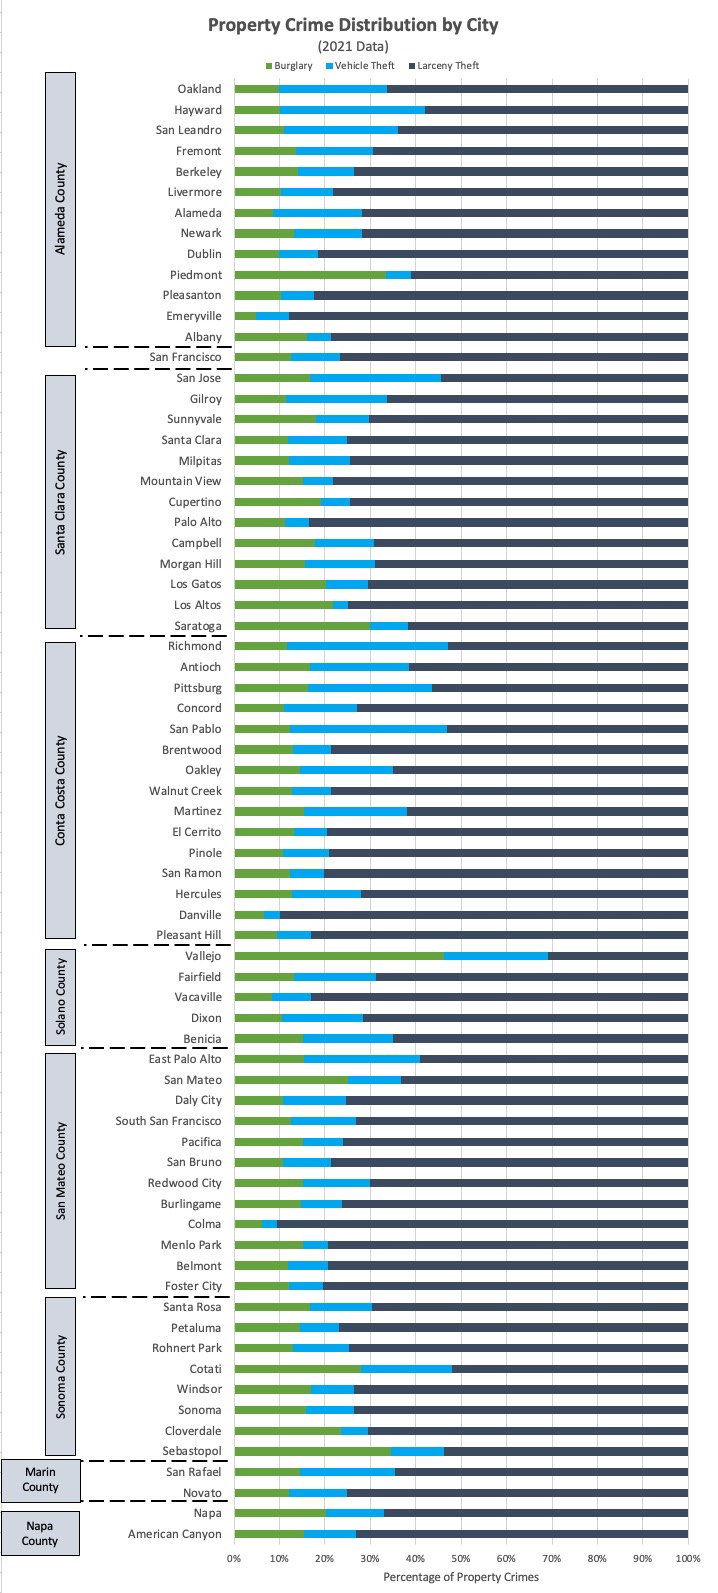 Property Crime Distribution by City
(2021 Data)
Burglary Vehicle Theft Larceny Theft
Alameda County
Oakland
Hayward
San Leandro
Fremont
Berkeley
Livermore
Alameda
Newark
Dublin
Piedmont
Pleasanton
Emeryville
Albany
San Francisco
Santa Clara County
San Jose
Gilroy
Sunnyvale
Santa Clara
Milpitas
Mountain View
Cupertino
Palo Alto
Campbell
Morgan Hill
Los Gatos
Los Altos
Saratoga
Conta Costa County
Richmond
Antioch
Pittsburg
Concord
San Pablo
Brentwood
Oakley
Walnut Creek
Martinez
El Cerrito
Pinole
San Ramon
Hercules
Danville
Pleasant Hill
Solano County
Vallejo
Fairfield
Vacaville
Dixon
Benicia
San Mateo County
East Palo Alto
San Mateo
Daly City
South San Francisco
Pacifica
San Bruno
Redwood City
Burlingame
Colma
Menlo Park
Belmont
Foster City
Sonoma County
Santa Rosa
Petaluma
Rohnert Park
Cotati
Windsor
Sonoma
Cloverdale
Sebastopol
Marin
County
San Rafael
Novato
Napa
County
Napa
American Canyon
0% 10% 20% 30% 40% 50% 60% 70% 80% 90% 100%
Percentage of Property Crimes